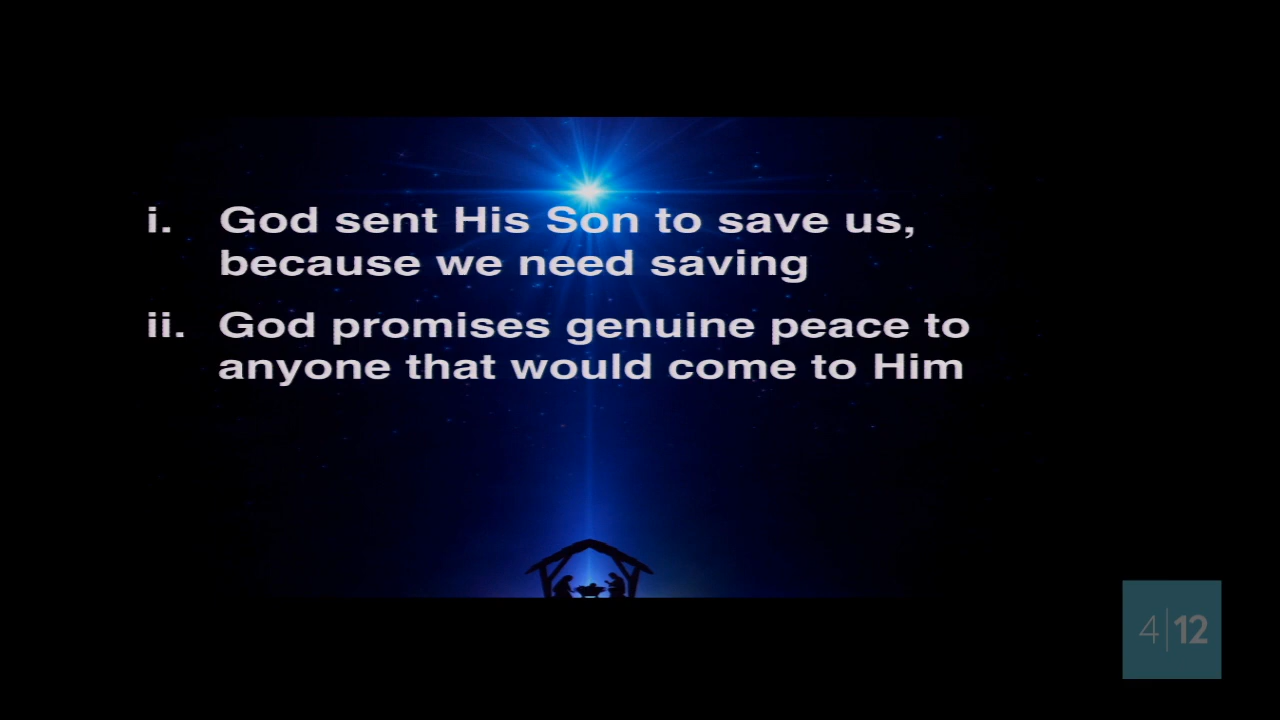 i. God sent His Son to save us,
because we need saving
ii. God promises genuine peace to
anyone that would come to Him
4|12